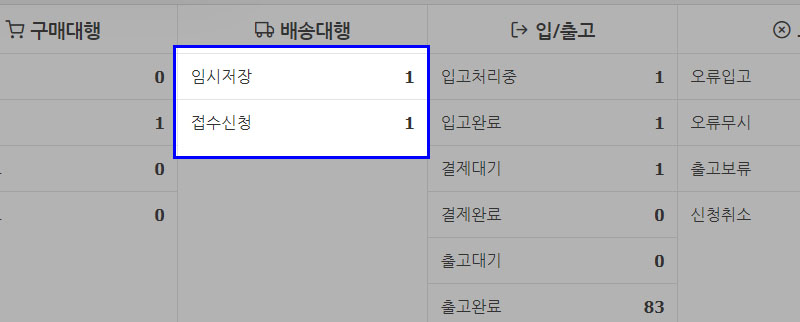 구매대행
0
1
0
0
배송대행
임시저장 1
접수신청 1
입/출고
입고처리중 1
입고완료 1
결제대기 1
결제완료 0
출고대기 0
출고완료 83
오류입고
오류무시
출고보류
신청취소